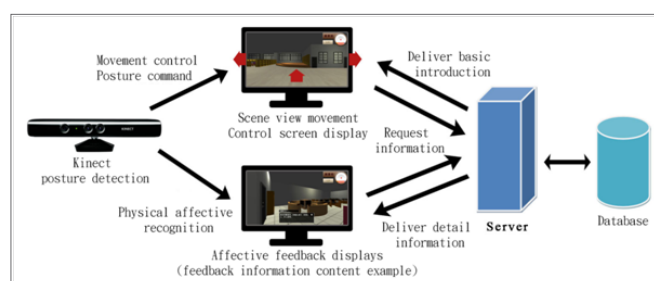 Movement control
Posture command
Deliver basic
introduction
KINECT
Kinect
posture detection
Scene view movement
Control screen display
Request
information
Physical affective
recognition
Deliver detail
information
Server
Database
Affective feedback displays
(feedback information content example)